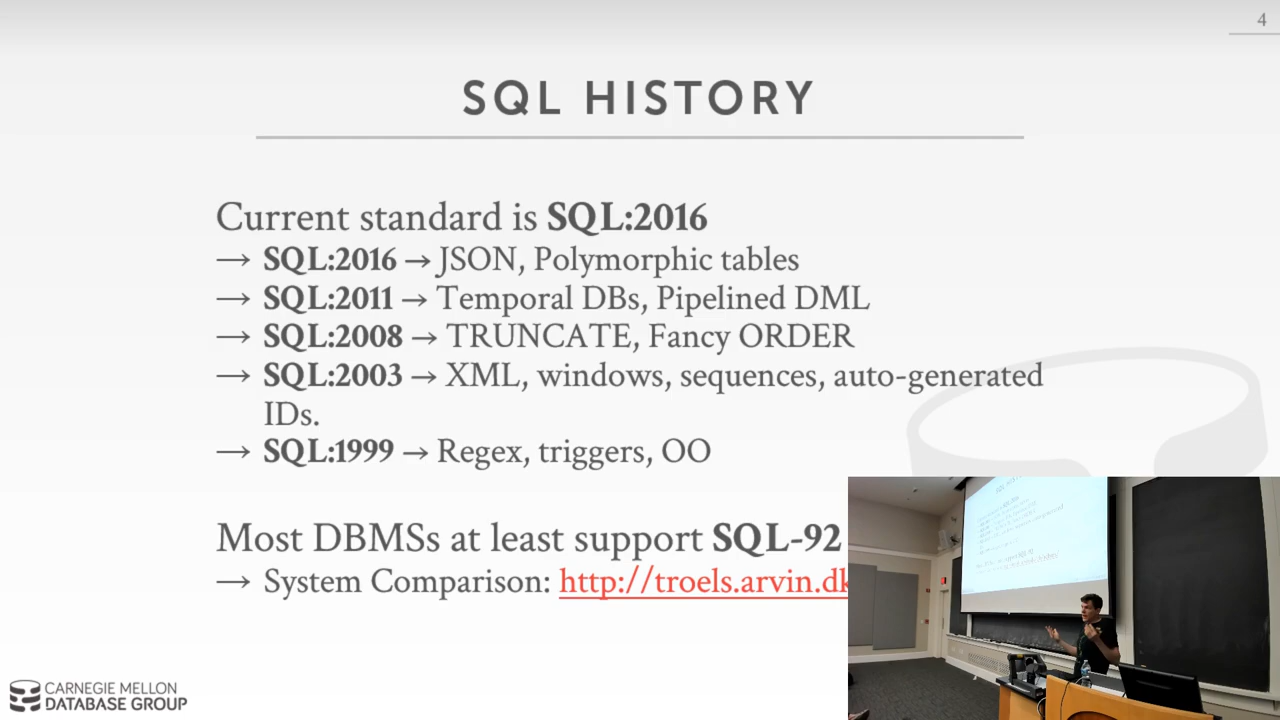 4
SQL HISTORY
Current standard is SQL:2016
→ SQL:2016 → JSON, Polymorphic tables
→ SQL:2011 → Temporal DBs, Pipelined DML
→ SQL:2008 → TRUNCATE, Fancy ORDER
→ SQL:2003 → XML, windows, sequences, auto-generated
IDs.
→ SQL:1999 → Regex, triggers, OO
Most DBMSs at least support SQL-92
→ System Comparison: http://troels.arvin.dk
CARNEGIE MELLON
DATABASE GROUP